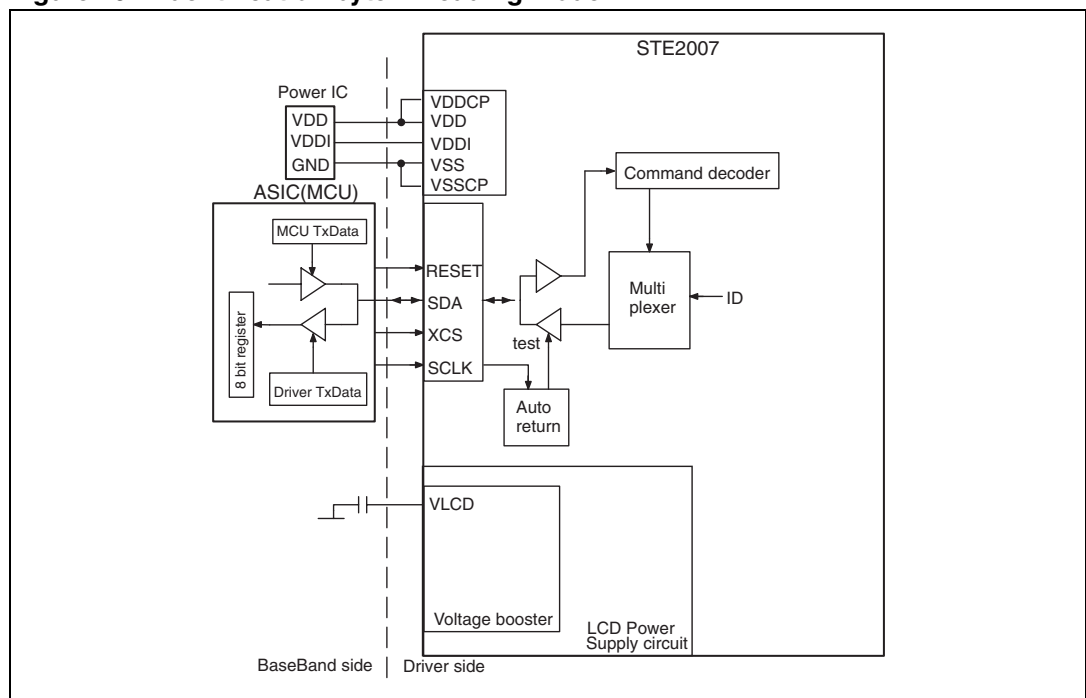 STE2007
Power IC
VDD
VDDI
GND
VDDCP
VDD
VDDI
VSS
VSSCP
ASIC(MCU)
MCU TxData
8 bit register
Driver TxData
RESET
SDA
XCS
SCLK
Command decoder
Multi
plexer
ID
test
Auto
return
VLCD
Voltage booster
LCD Power
Supply circuit
BaseBand side
Driver side